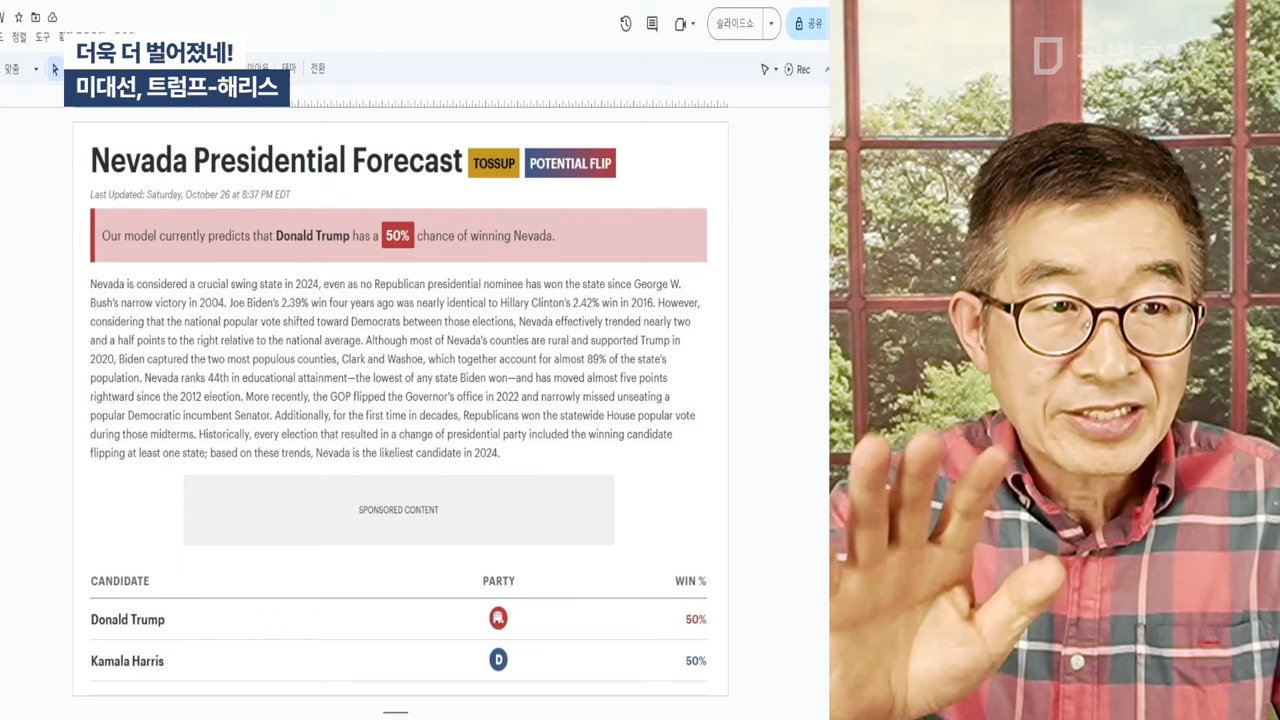 정렬 도구
슬라이드쇼
공유
더욱 더 벌어졌네!
미대선, 트럼프-해리스
맞춤
테마
전환
Rec
Nevada Presidential Forecast TOSSUP POTENTIAL FLIP
Last Updated: Saturday, October 26 at 8:37 PM EDT
Our model currently predicts that Donald Trump has a 50% chance of winning Nevada.
Nevada is considered a crucial swing state in 2024, even as no Republican presidential nominee has won the state since George W.
Bush's narrow victory in 2004. Joe Biden's 2.39% win four years ago was nearly identical to Hillary Clinton's 2.42% win in 2016. However,
considering that the national popular vote shifted toward Democrats between those elections, Nevada effectively trended nearly two
and a half points to the right relative to the national average. Although most of Nevada's counties are rural and supported Trump in
2020, Biden captured the two most populous counties, Clark and Washoe, which together account for almost 89% of the state's
population. Nevada ranks 44th in educational attainment—the lowest of any state Biden won—and has moved almost five points
rightward since the 2012 election. More recently, the GOP flipped the Governor's office in 2022 and narrowly missed unseating a
popular Democratic incumbent Senator. Additionally, for the first time in decades, Republicans won the statewide House popular vote
during those midterms. Historically, every election that resulted in a change of presidential party included the winning candidate
flipping at least one state; based on these trends, Nevada is the likeliest candidate in 2024.
SPONSORED CONTENT
CANDIDATE PARTY WIN %
Donald Trump 50%
Kamala Harris D 50%